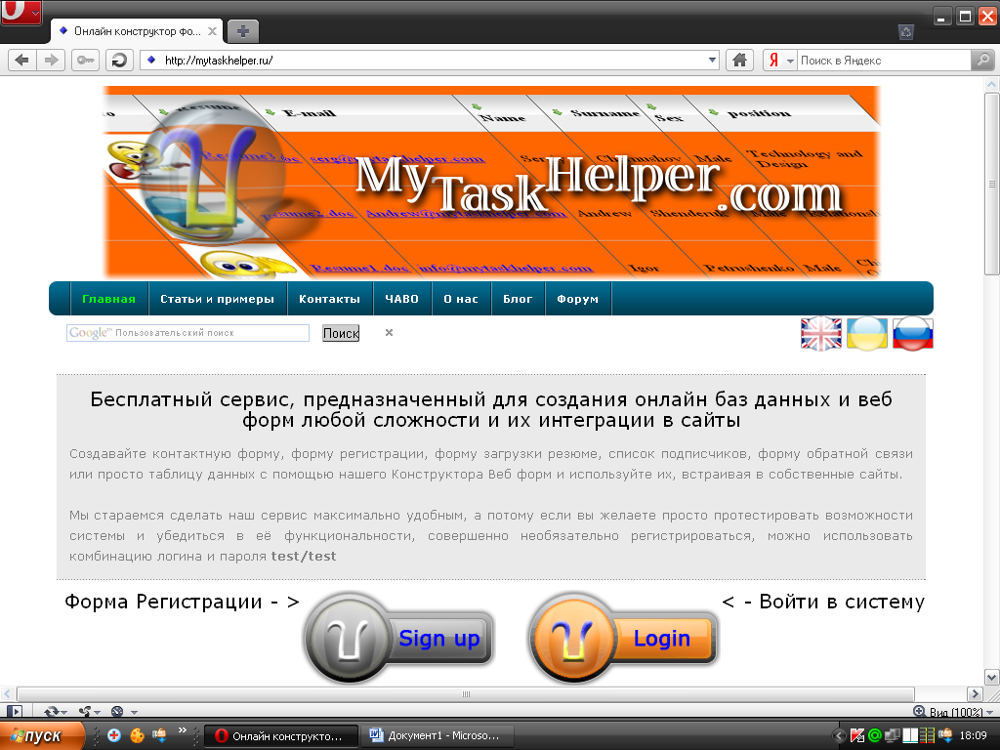 Онлайн конструктор фо...
http://mytaskhelper.ru/
Поиск в Яндекс
Resume E-mail Name Surname Sex position
Resume3.doc serg@mytaskhelper.com Male Technology and
Design
MyTaskHelper.com
resume2.doc Andrew@mytaskhelper.com Andrew Male
Resume1.doc info@mytaskhelper.com Igor Petrushenko Male
Главная Статьи и примеры Контакты ЧАВО О нас Блог Форум
Google™ Пользовательский поиск Поиск
Бесплатный сервис, предназначенный для создания онлайн баз данных и веб
форм любой сложности и их интеграции в сайты
Создавайте контактную форму, форму регистрации, форму загрузки резюме, список подписчиков, форму обратной связи
или просто таблицу данных с помощью нашего Конструктора Веб форм и используйте их, встраивая в собственные сайты.
Мы стараемся сделать наш сервис максимально удобным, а потому если вы желаете просто протестировать возможности
системы и убедиться в её функциональности, совершенно необязательно регистрироваться, можно использовать
комбинацию логина и пароля test/test
Форма Регистрации - > Sign up Login < - Войти в систему
Вид (100%)
пуск Онлайн конструкто... Документ1 - Microso... 18:09